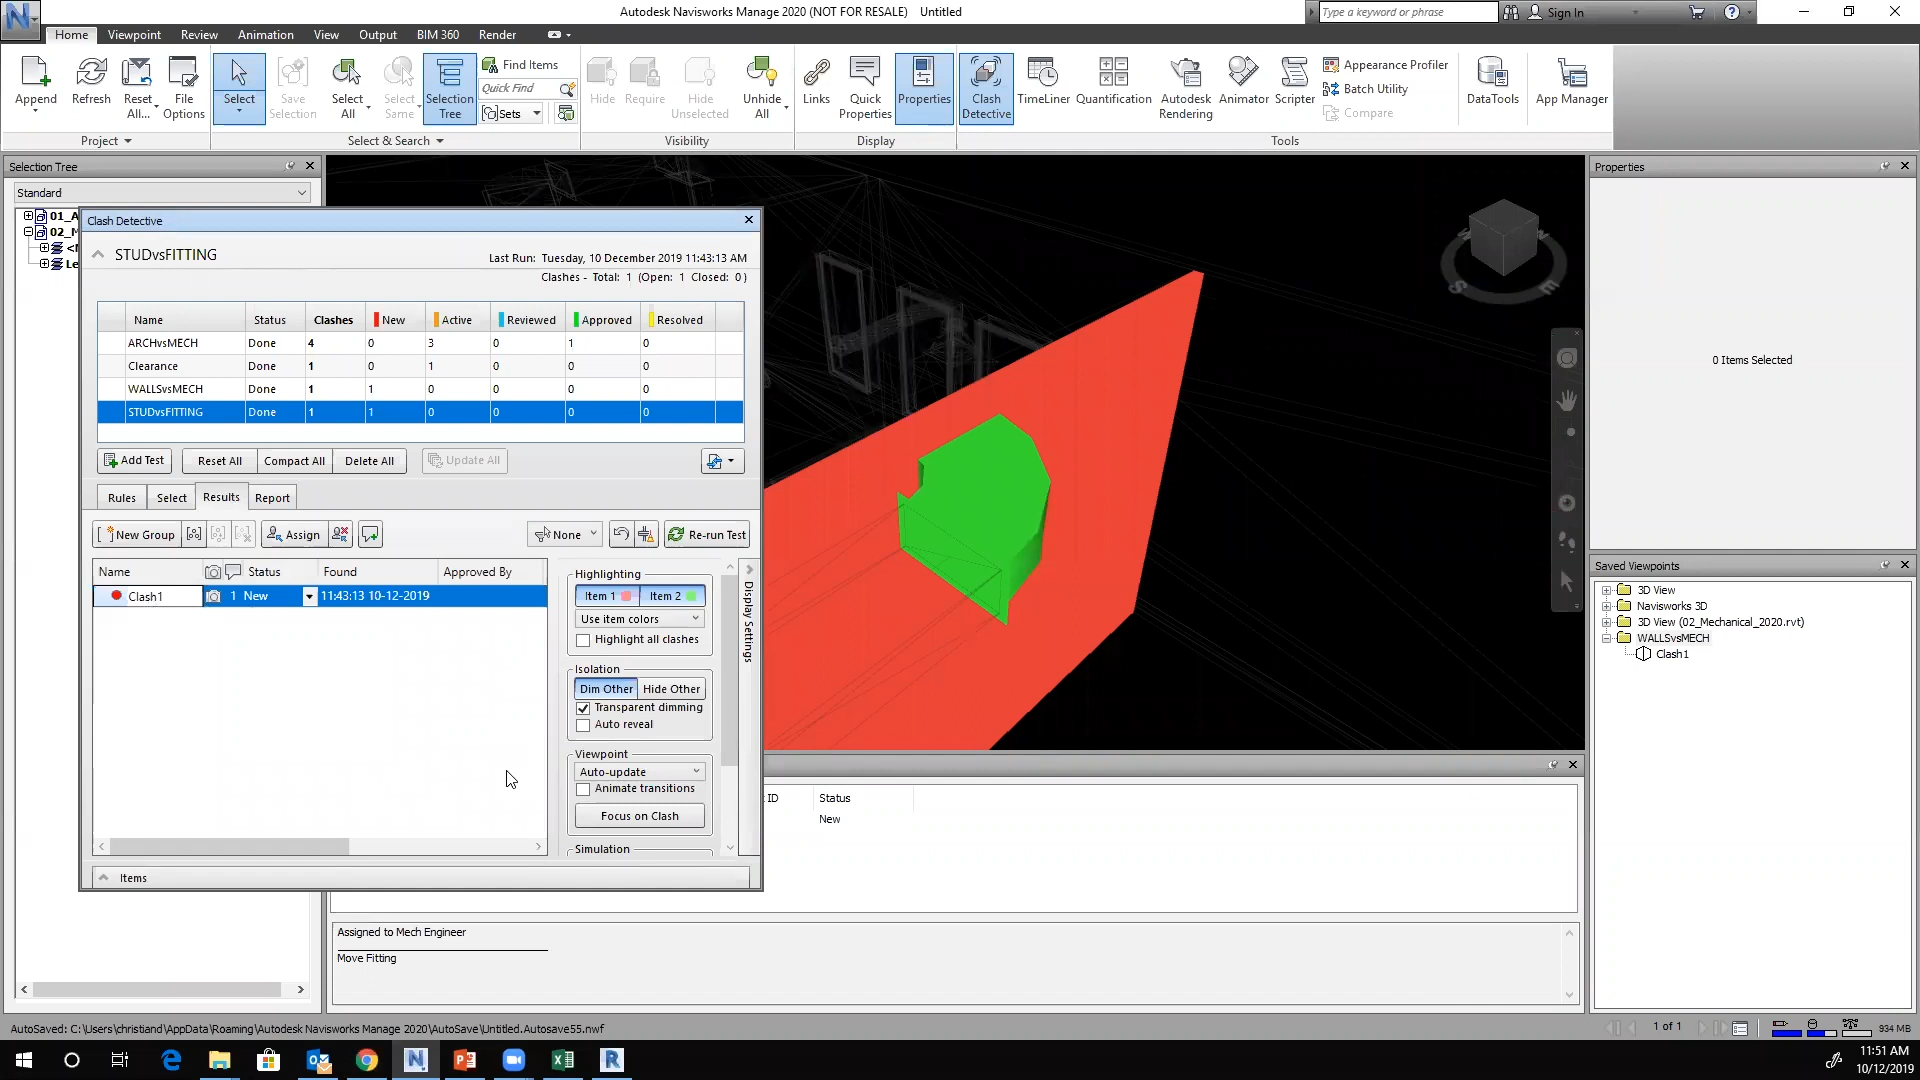 Autodesk Navisworks Manage 2020 (NOT FOR RESALE) Untitled
Type a keyword or phrase
Sign In
Home Viewpoint Review Animation View Output BIM 360 Render
Append
Refresh
Reset All...
File Options
Project
Select
Save Selection
Select All
Select Same
Selection Tree
Find Items
Quick Find
Sets
Select & Search
Hide
Require
Hide Unselected
Unhide All
Visibility
Links
Quick Properties
Properties
Display
Clash Detective
TimeLiner
Quantification
Autodesk Rendering
Animator
Scripter
Appearance Profiler
Batch Utility
Compare
Tools
DataTools
App Manager
Selection Tree
Standard
01_A
02_M
Le
Clash Detective
STUDvsFITTING
Last Run: Tuesday, 10 December 2019 11:43:13 AM
Clashes - Total: 1 (Open: 1 Closed: 0)
Name Status Clashes New Active Reviewed Approved Resolved
ARCHvsMECH Done 4 0 3 0 1 0
Clearance Done 1 0 1 0 0 0
WALLSvsMECH Done 1 1 0 0 0 0
STUDvsFITTING Done 1 1 0 0 0 0
Add Test Reset All Compact All Delete All Update All
Rules Select Results Report
New Group Assign None Re-run Test
Name Status Found Approved By
Clash1 1 New 11:43:13 10-12-2019
Highlighting
Item 1 Item 2
Use item colors
Highlight all clashes
Isolation
Dim Other Hide Other
Transparent dimming
Auto reveal
Viewpoint
Auto-update
Animate transitions
Focus on Clash
Simulation
Display Settings
Items
ID Status
New
Assigned to Mech Engineer
Move Fitting
Properties
0 Items Selected
Saved Viewpoints
3D View
Navisworks 3D
3D View (02_Mechanical_2020.rvt)
WALLSvsMECH
Clash1
AutoSaved: C:\Users\christiand\AppData\Roaming\Autodesk Navisworks Manage 2020\AutoSave\Untitled.Autosave55.nwf
1 of 1
934 MB
11:51 AM
10/12/2019